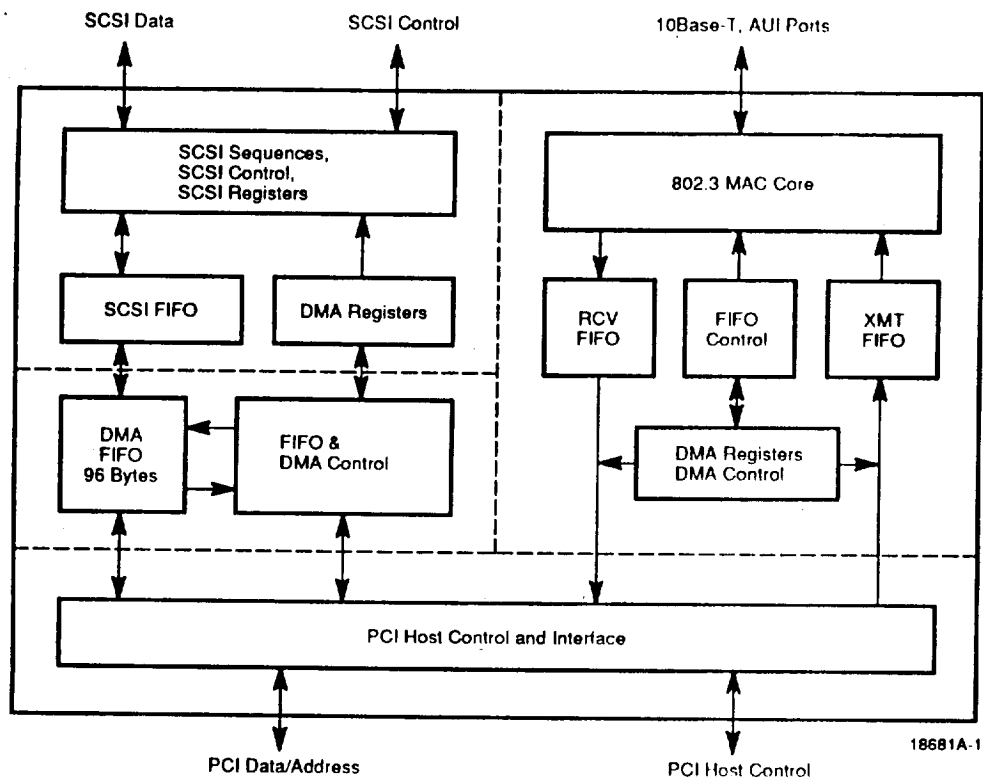 SCSI Data
SCSI Control
10Base-T, AUI Ports
SCSI Sequences,
SCSI Control,
SCSI Registers
802.3 MAC Core
SCSI FIFO
DMA Registers
RCV
FIFO
FIFO
Control
XMT
FIFO
DMA
FIFO
96 Bytes
FIFO &
DMA Control
DMA Registers
DMA Control
PCI Host Control and Interface
18681A-1
PCI Data/Address
PCI Host Control